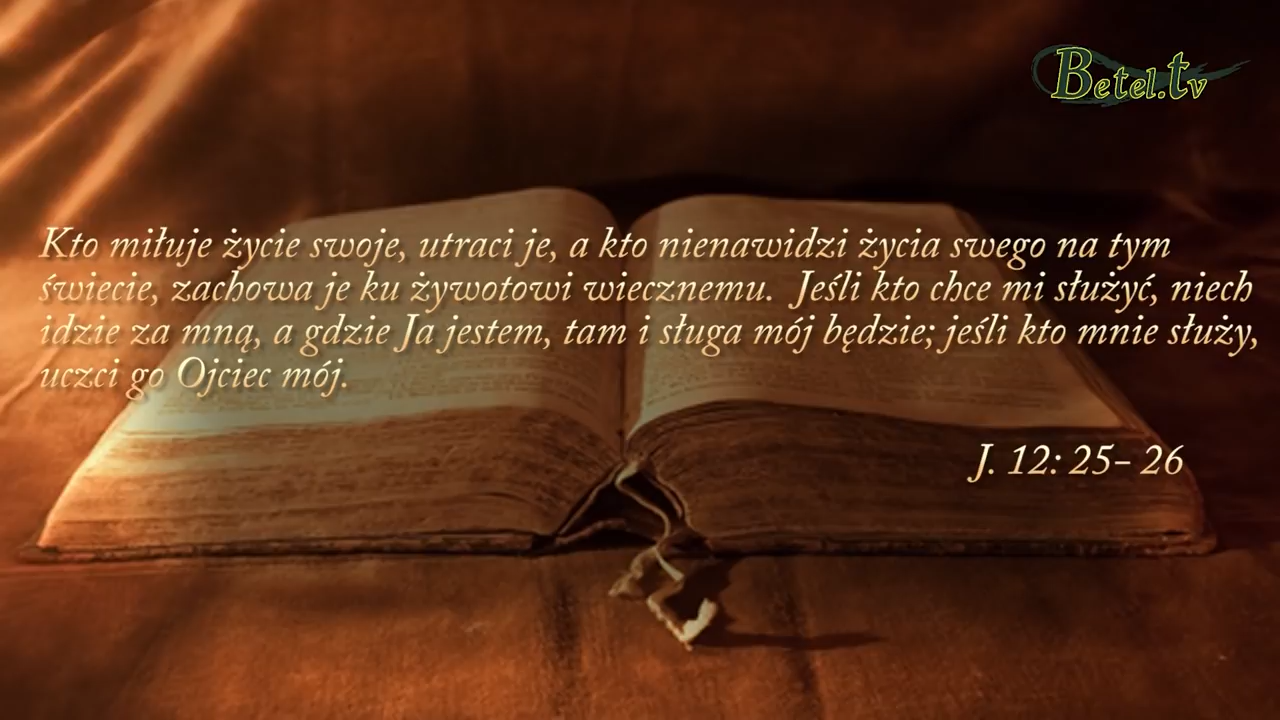 Betel.tv
Kto miłuje życie swoje, utraci je, a kto nienawidzi życia swego na tym
świecie, zachowa je ku żywotowi wiecznemu.  Jeśli kto chce mi służyć, niech
idzie za mną, a gdzie Ja jestem, tam i sługa mój będzie; jeśli kto mnie służy,
uczci go Ojciec mój.
J. 12: 25- 26